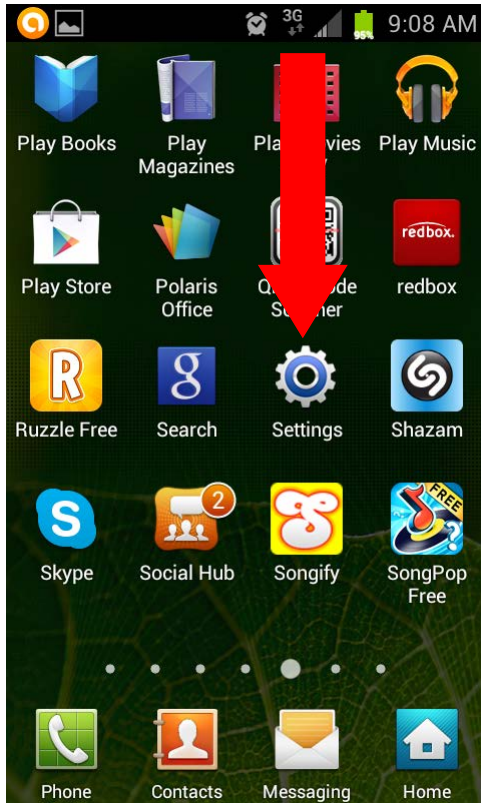 3G
95%
9:08 AM
Play Books
Play
Magazines
Play Music
redbox.
Play Store
Polaris
Office
redbox
R
g
Ruzzle Free
Search
Settings
Shazam
S
2
FREE
Skype
Social Hub
Songify
SongPop
Free
Phone
Contacts
Messaging
Home